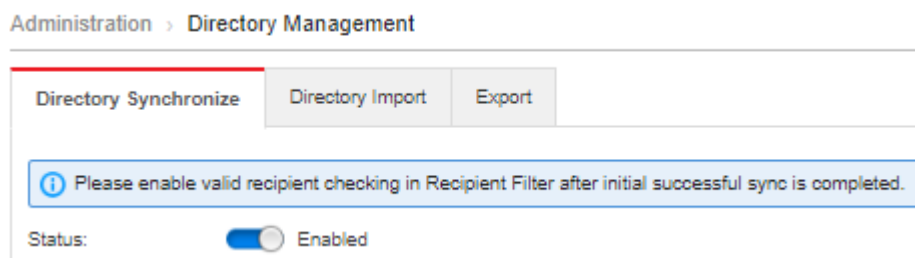 Administration > Directory Management
Directory Synchronize Directory Import Export
Please enable valid recipient checking in Recipient Filter after initial successful sync is completed.
Status: Enabled